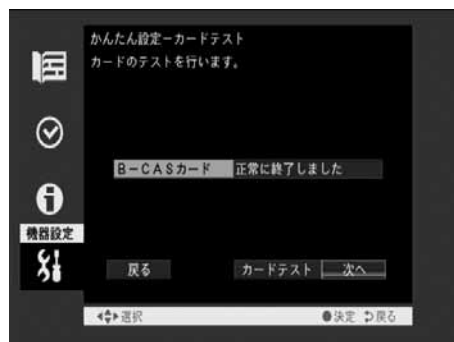 かんたん設定ーカードテスト
カードのテストを行います。
B－CASカード 正常に終了しました
機器設定
戻る カードテスト 次へ
選択 決定 戻る